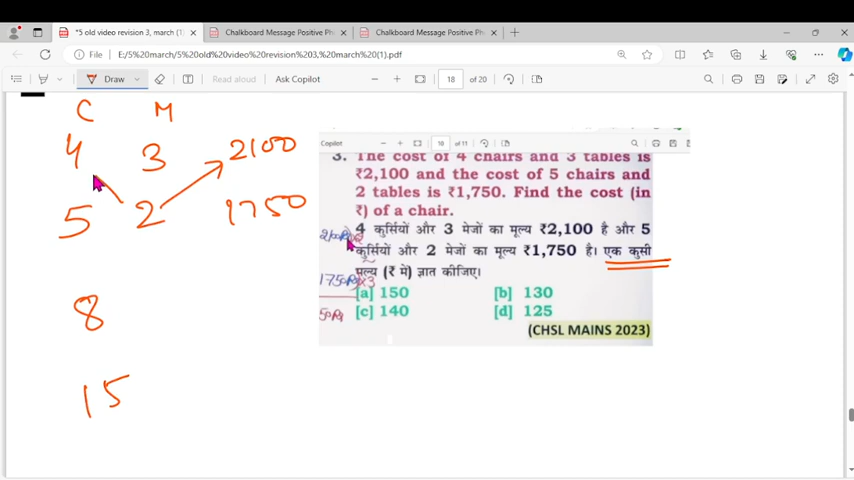 *5 old video revision 3, march (1)
Chalkboard Message Positive Ph
Chalkboard Message Positive Pr
File E:/5%20march/5%20old%20video%20revision%203,%20march%20(1).pdf
Draw
Read aloud
Ask Copilot
18 of 20
C M
4 3 2100
5 2 1750
8
15
Copilot
10 of 11
3. The cost of 4 chairs and 3 tables is
₹2,100 and the cost of 5 chairs and
2 tables is ₹1,750. Find the cost (in
₹) of a chair.
4 कुर्सियों और 3 मेजों का मूल्य ₹2,100 है और 5
कुर्सियों और 2 मेजों का मूल्य ₹1,750 है। एक कुर्सी
मूल्य (₹ में) ज्ञात कीजिए।
[a] 150 [b] 130
[c] 140 [d] 125
(CHSL MAINS 2023)